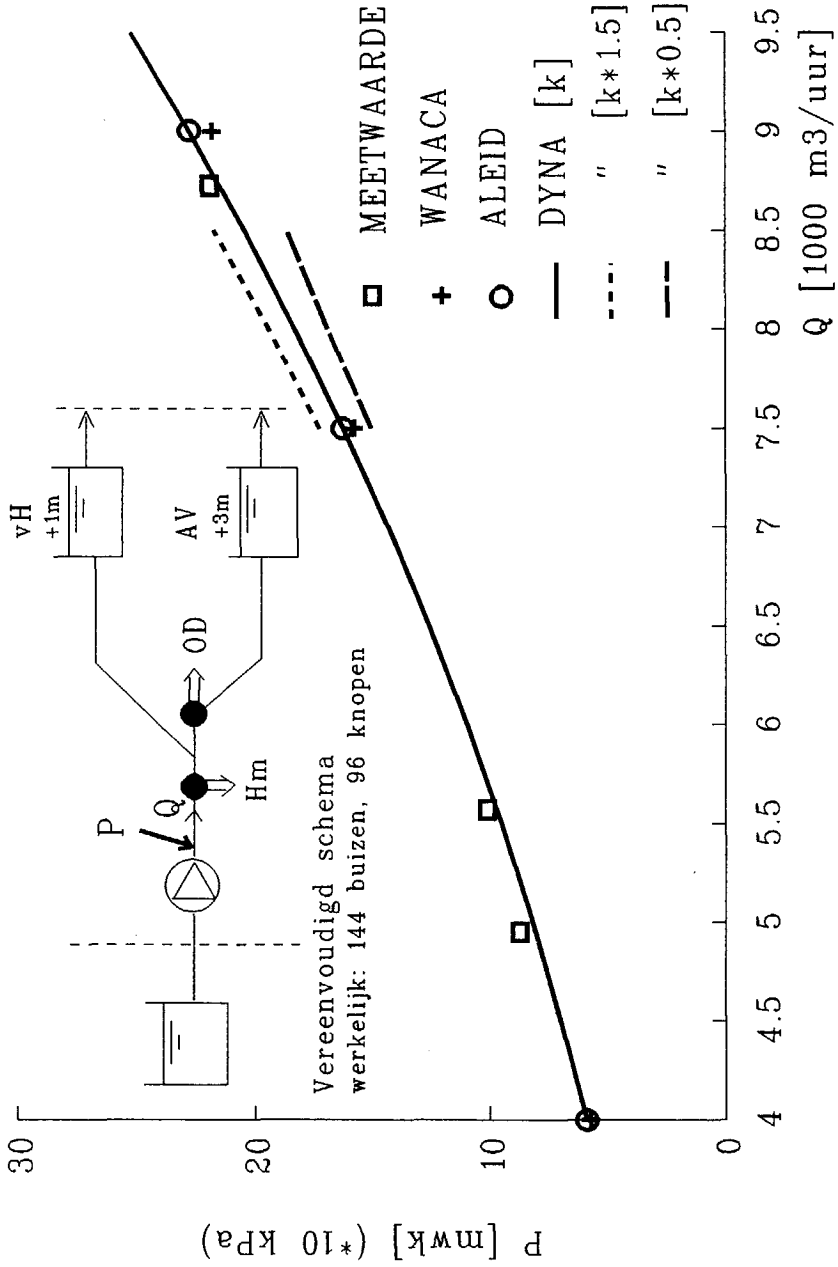 P [mwk] (*10 kPa)
30
20
10
0
vH
+1m
AV
+3m
P
Q
OD
Hm
Vereenvoudigd schema
werkelijk: 144 buizen, 96 knopen
MEETWAARDE
WANACA
ALEID
DYNA [k]
" [k*1.5]
" [k*0.5]
4
4.5
5
5.5
6
6.5
7
7.5
8
8.5
9
9.5
Q [1000 m3/uur]